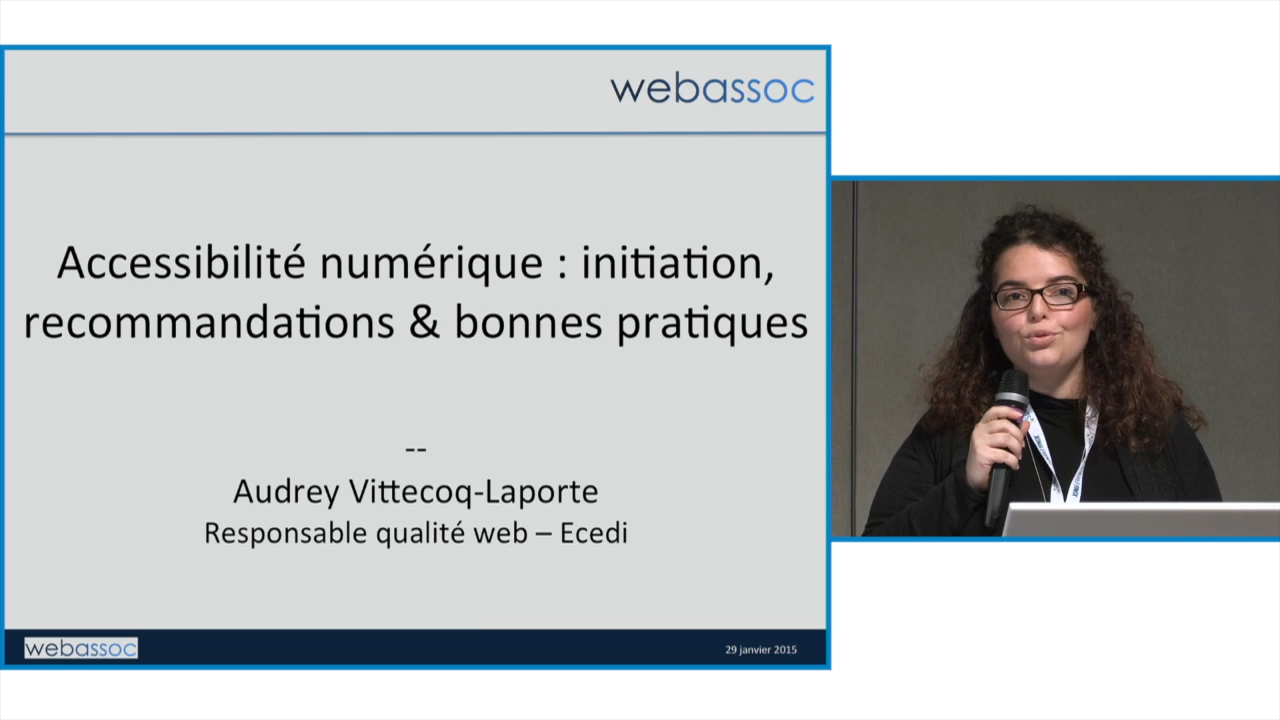 webassoc
Accessibilité numérique : initiation,
recommandations & bonnes pratiques
--
Audrey Vittecoq-Laporte
Responsable qualité web – Ecedi
webassoc
29 janvier 2015